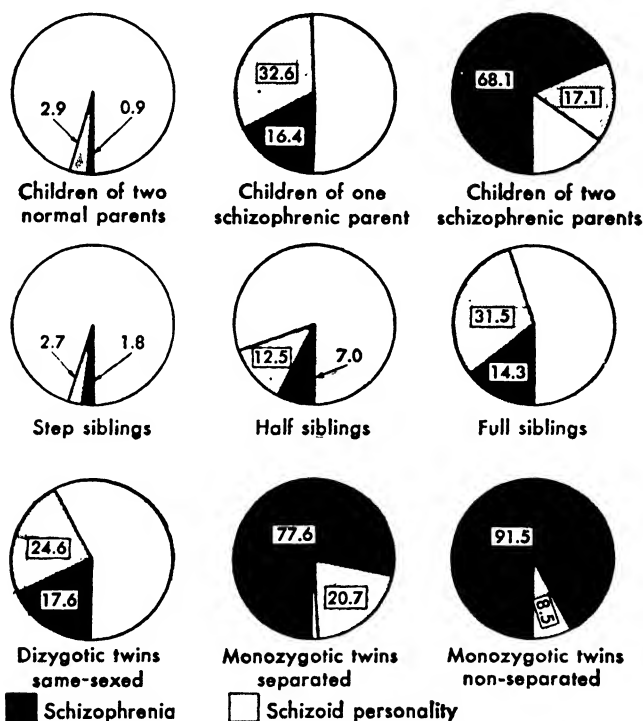 2.9 0.9
Children of two
normal parents
32.6
16.4
Children of one
schizophrenic parent
68.1
17.1
Children of two
schizophrenic parents
2.7 1.8
Step siblings
12.5 7.0
Half siblings
31.5
14.3
Full siblings
24.6
17.6
Dizygotic twins
same-sexed
77.6
20.7
Monozygotic twins
separated
91.5
8.5
Monozygotic twins
non-separated
Schizophrenia
Schizoid personality